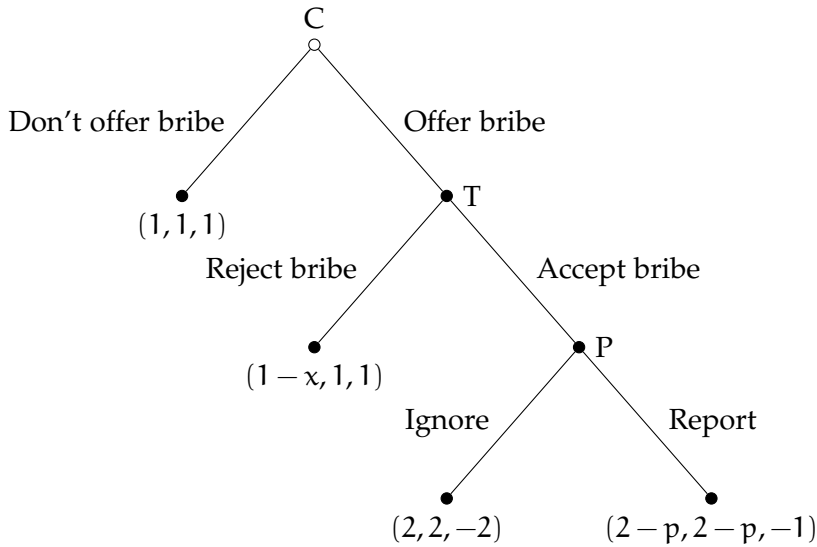 C
Don't offer bribe
Offer bribe
(1, 1, 1)
T
Reject bribe
Accept bribe
(1 − x, 1, 1)
P
Ignore
Report
(2, 2, −2)
(2 − p, 2 − p, −1)